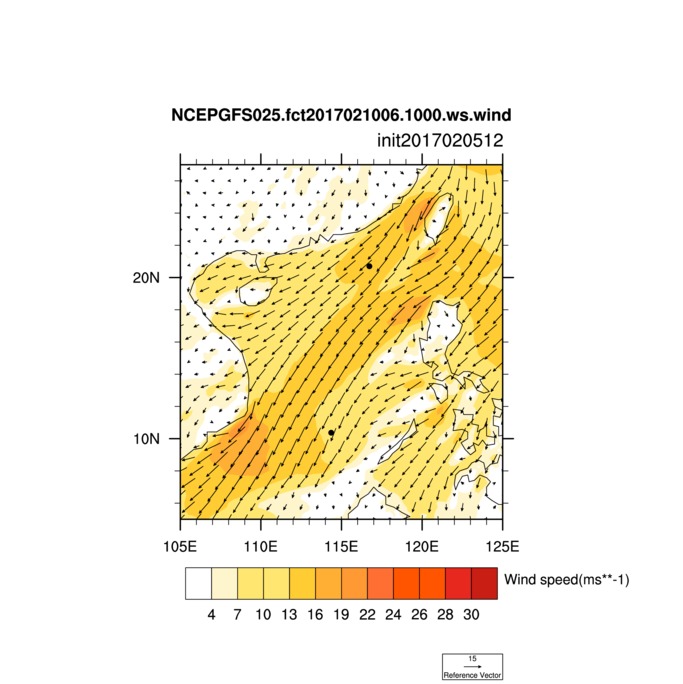 NCEPGFS025.fct2017021006.1000.ws.wind
init2017020512
20N
10N
105E 110E 115E 120E 125E
Wind speed(ms**-1)
4 7 10 13 16 19 22 24 26 28 30
15
Reference Vector